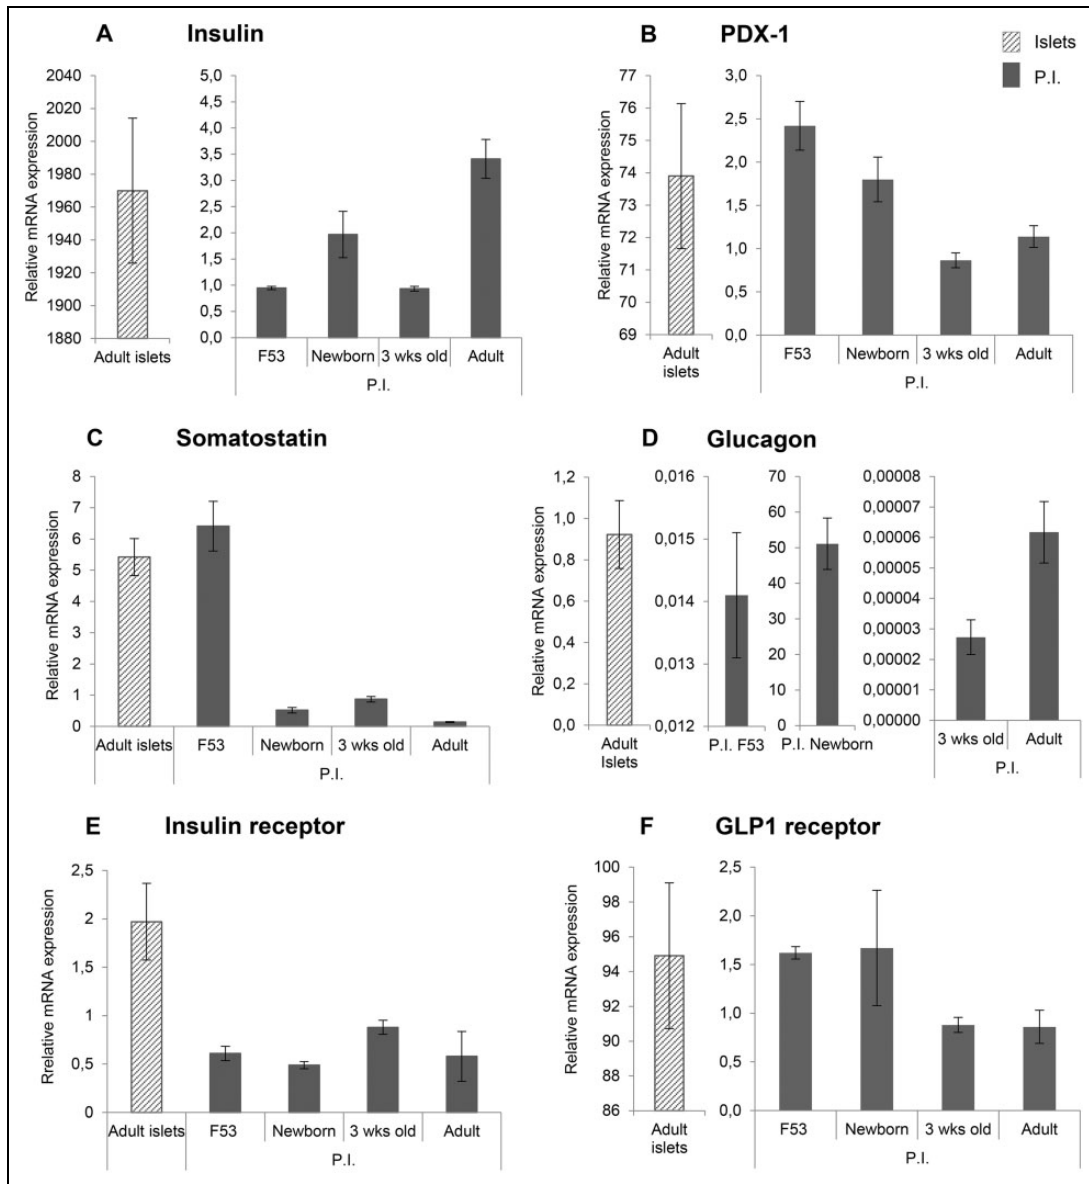 A Insulin
Relative mRNA expression
2040
2020
2000
1980
1960
1940
1920
1900
1880
Adult islets
5,0
4,5
4,0
3,5
3,0
2,5
2,0
1,5
1,0
0,5
0,0
F53 Newborn 3 wks old Adult
P.I.
B PDX-1
Islets
P.I.
Relative mRNA expression
77
76
75
74
73
72
71
70
69
Adult
islets
3,0
2,5
2,0
1,5
1,0
0,5
0,0
F53 Newborn 3 wks old Adult
P.I.
C Somatostatin
Relative mRNA expression
8
7
6
5
4
3
2
1
0
Adult islets F53 Newborn 3 wks old Adult
P.I.
D Glucagon
Relative mRNA expression
1,2
1,0
0,8
0,6
0,4
0,2
0,0
Adult
Islets
0,016
0,015
0,014
0,013
0,012
P.I. F53
70
60
50
40
30
20
10
0
P.I. Newborn
0,00008
0,00007
0,00006
0,00005
0,00004
0,00003
0,00002
0,00001
0,00000
3 wks old Adult
P.I.
E Insulin receptor
Rrelative mRNA expression
2,5
2
1,5
1
0,5
0
Adult islets F53 Newborn 3 wks old Adult
P.I.
F GLP1 receptor
Relative mRNA expression
100
98
96
94
92
90
88
86
Adult
islets
2,5
2,0
1,5
1,0
0,5
0,0
F53 Newborn 3 wks old Adult
P.I.